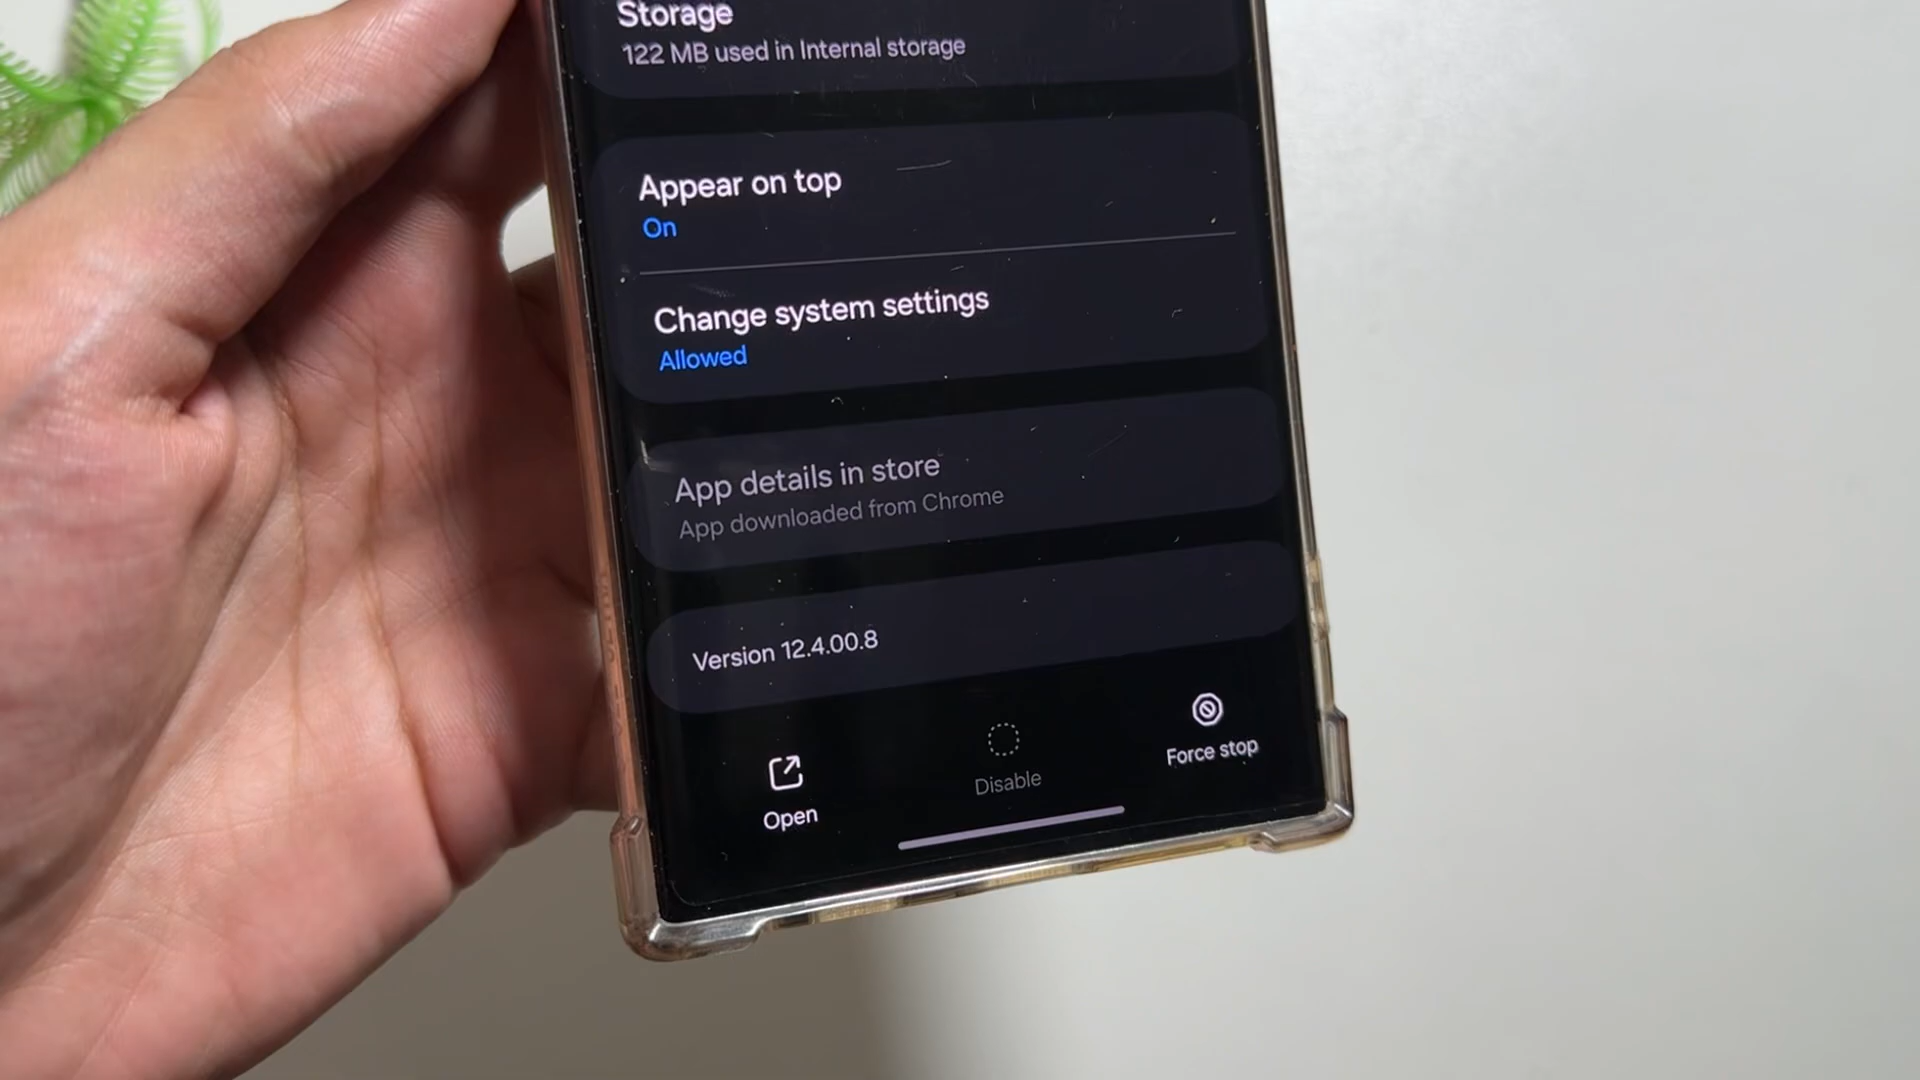 Storage
122 MB used in Internal storage
Appear on top
On
Change system settings
Allowed
App details in store
App downloaded from Chrome
Version 12.4.00.8
Open
Disable
Force stop